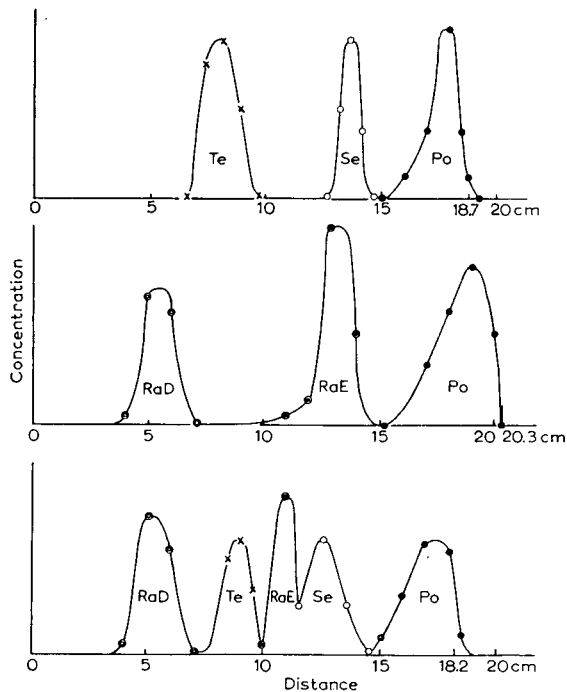 Te Se Po
0 5 10 15 18.7 20 cm
Concentration
RaD RaE Po
0 5 10 15 20 20.3 cm
RaD Te RaE Se Po
0 5 10 15 18.2 20 cm
Distance